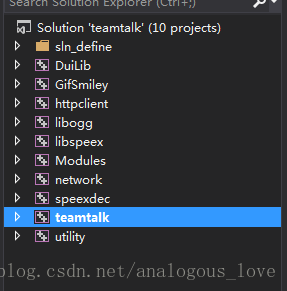 Search Solution Explorer (Ctrl+;)
Solution 'teamtalk' (10 projects)
sln_define
DuiLib
GifSmiley
httpclient
libogg
libspeex
Modules
network
speexdec
teamtalk
utility
blog.csdn.net/analogous_love